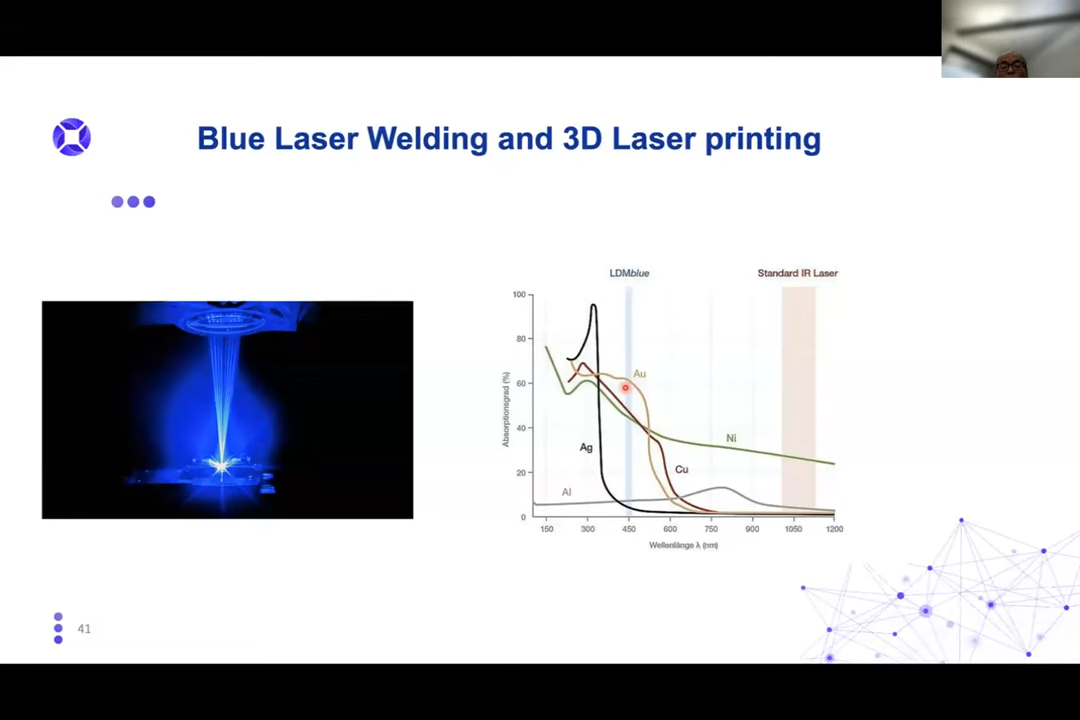 Blue Laser Welding and 3D Laser printing
LDMblue
Standard IR Laser
Absorptionsgrad (%)
100
80
60
40
20
0
Au
Ni
Ag
Cu
Al
150 300 450 600 750 900 1050 1200
Wellenlänge λ (nm)
41